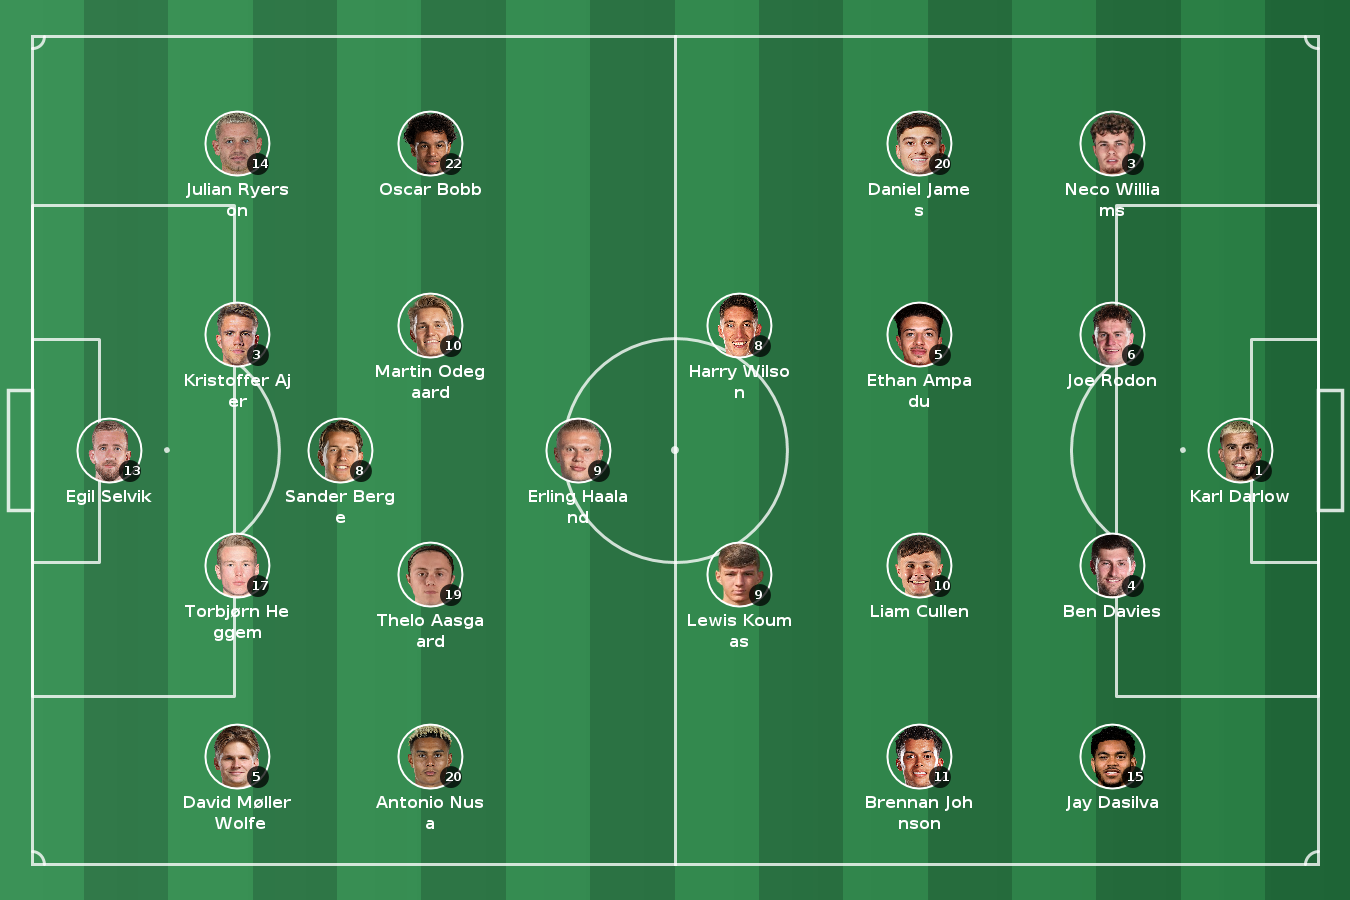 14
Julian Ryers
on
22
Oscar Bobb
20
Daniel Jame
s
3
Neco Willia
ms
3
Kristoffer Aj
er
10
Martin Odeg
aard
8
Harry Wilso
n
5
Ethan Ampa
du
6
Joe Rodon
13
Egil Selvik
8
Sander Berg
e
9
Erling Haala
nd
1
Karl Darlow
17
Torbjørn He
ggem
19
Thelo Aasga
ard
9
Lewis Koum
as
10
Liam Cullen
4
Ben Davies
5
David Møller
Wolfe
20
Antonio Nus
a
11
Brennan Joh
nson
15
Jay Dasilva